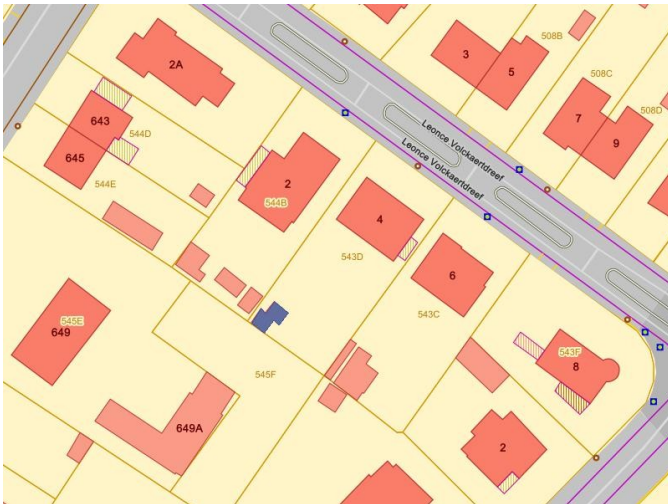 508B
3
5
2A
508C
508D
7
9
643
544D
Leonce Volckaertdreef
Leonce Volckaertdreef
645
544E
2
544B
4
543D
6
543C
545E
649
543F
8
545F
649A
2